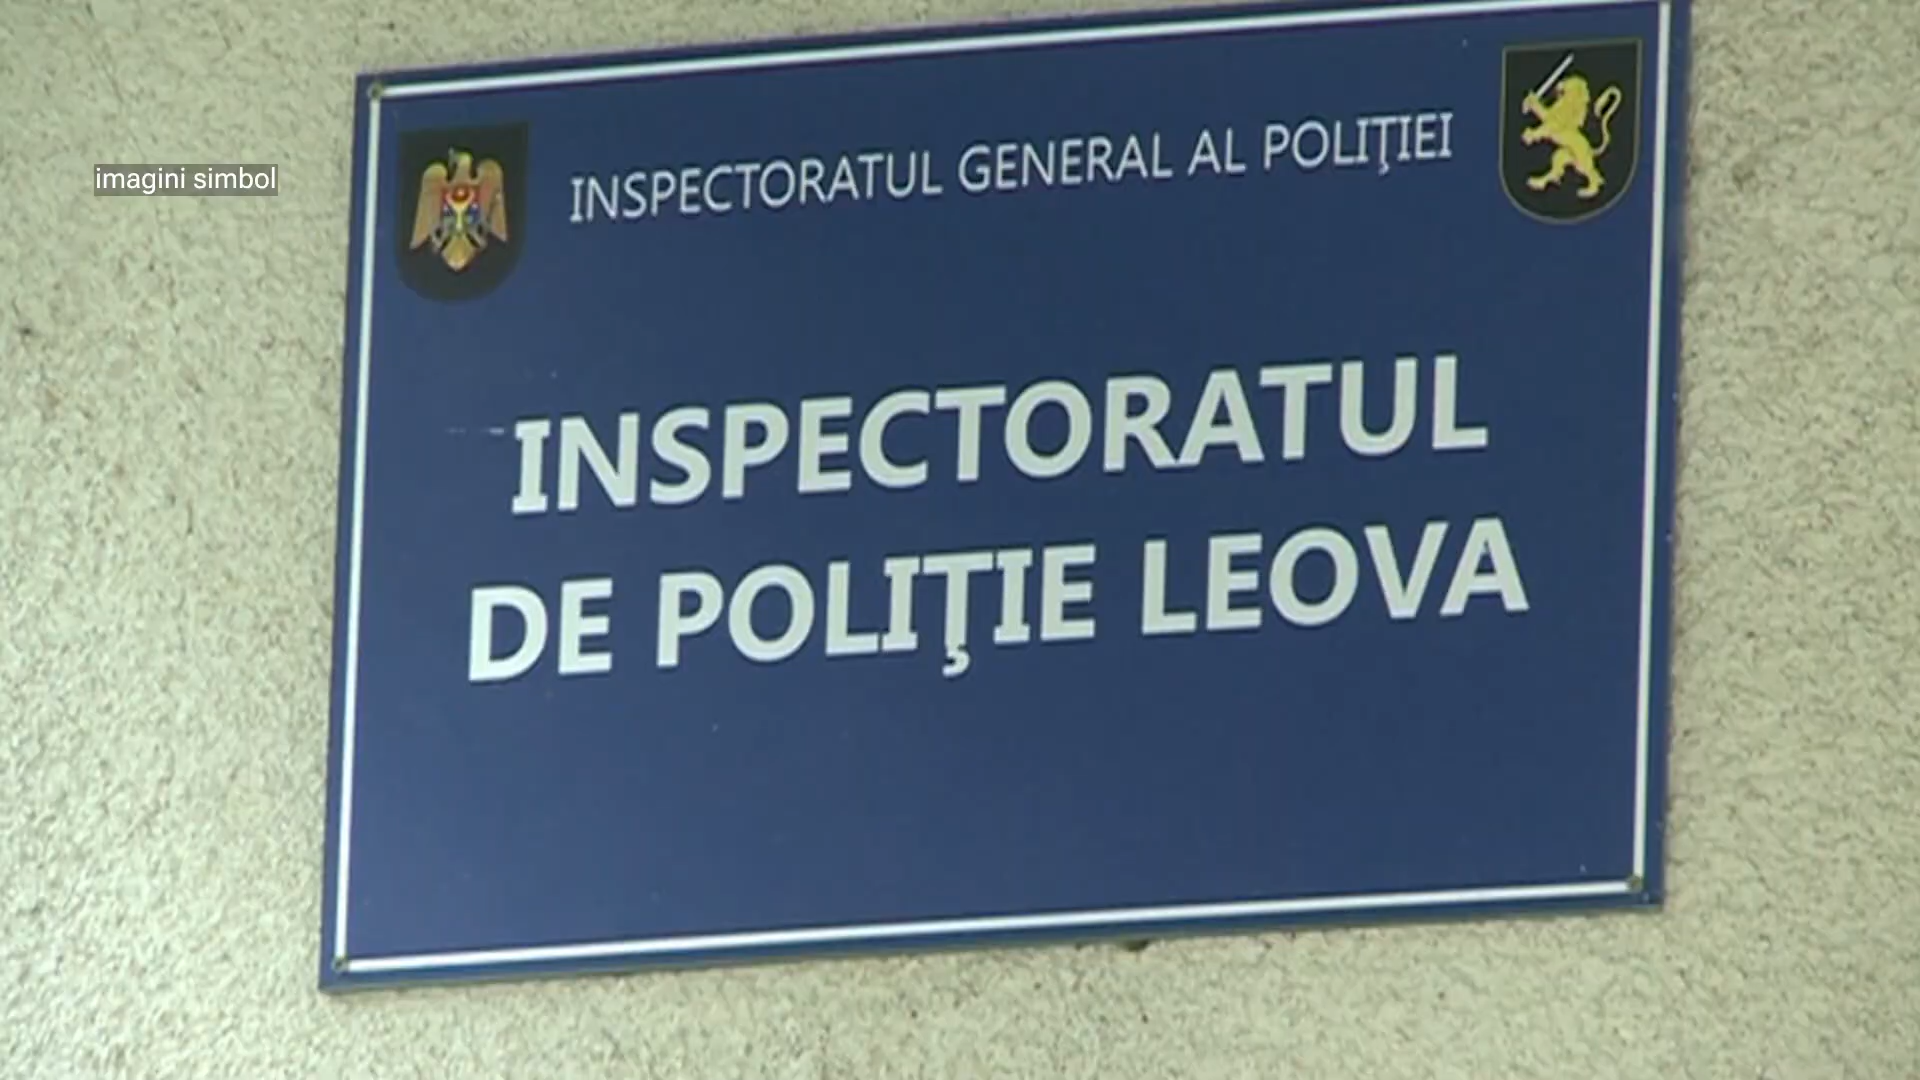 imagini simbol
INSPECTORATUL GENERAL AL POLIŢIEI
INSPECTORATUL
DE POLIŢIE LEOVA